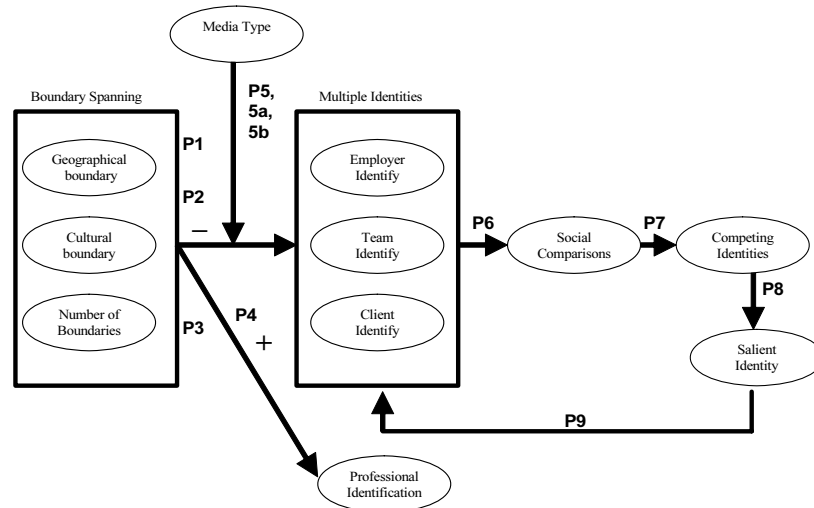 Media Type
Boundary Spanning
P5,
5a,
5b
Multiple Identities
P1
Geographical
boundary
Employer
Identify
P2
−
Cultural
boundary
Team
Identify
P6
Social
Comparisons
P7
Competing
Identities
P8
Number of
Boundaries
P3
P4
+
Client
Identify
Salient
Identity
P9
Professional
Identification